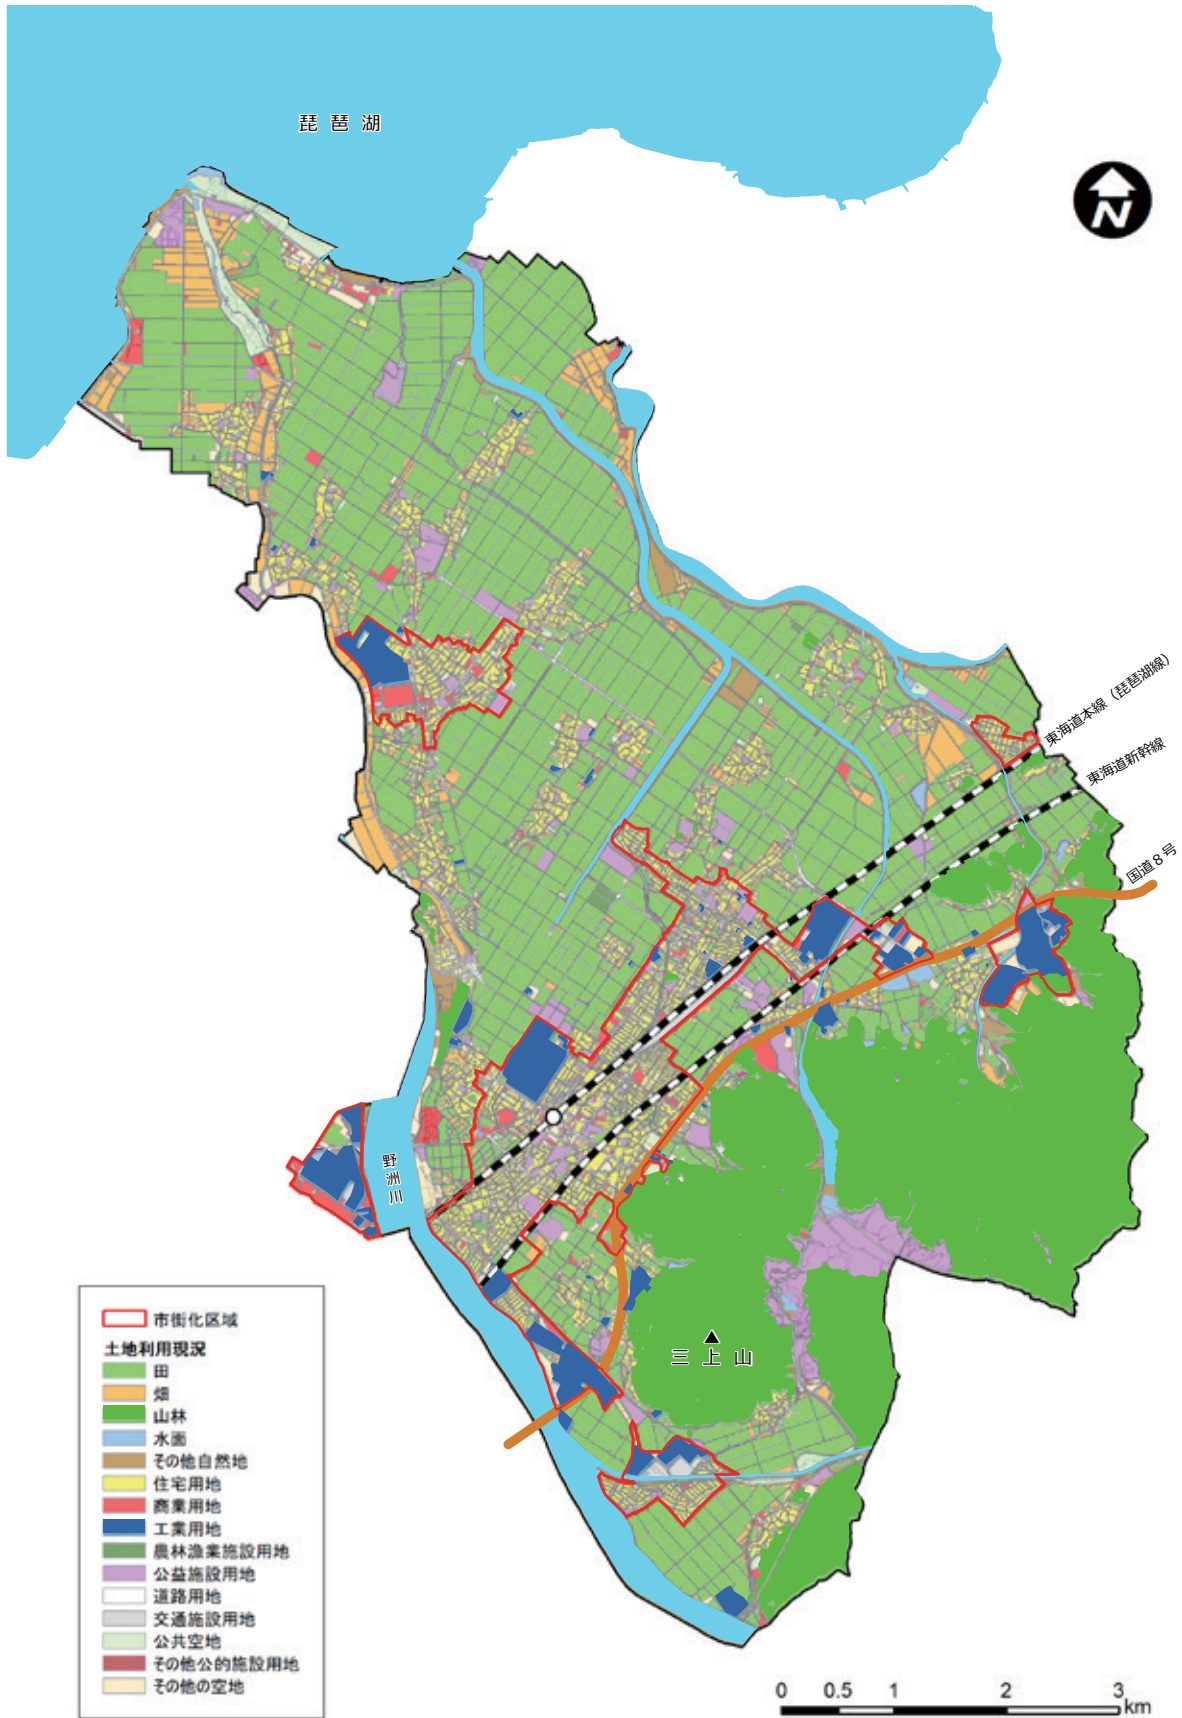 琵琶湖
N
東海道本線（琵琶湖線）
東海道新幹線
国道8号
野洲川
三上山
市街化区域
土地利用現況
田
畑
山林
水面
その他自然地
住宅用地
商業用地
工業用地
農林漁業施設用地
公益施設用地
道路用地
交通施設用地
公共空地
その他公的施設用地
その他の空地
0 0.5 1 2 3
km